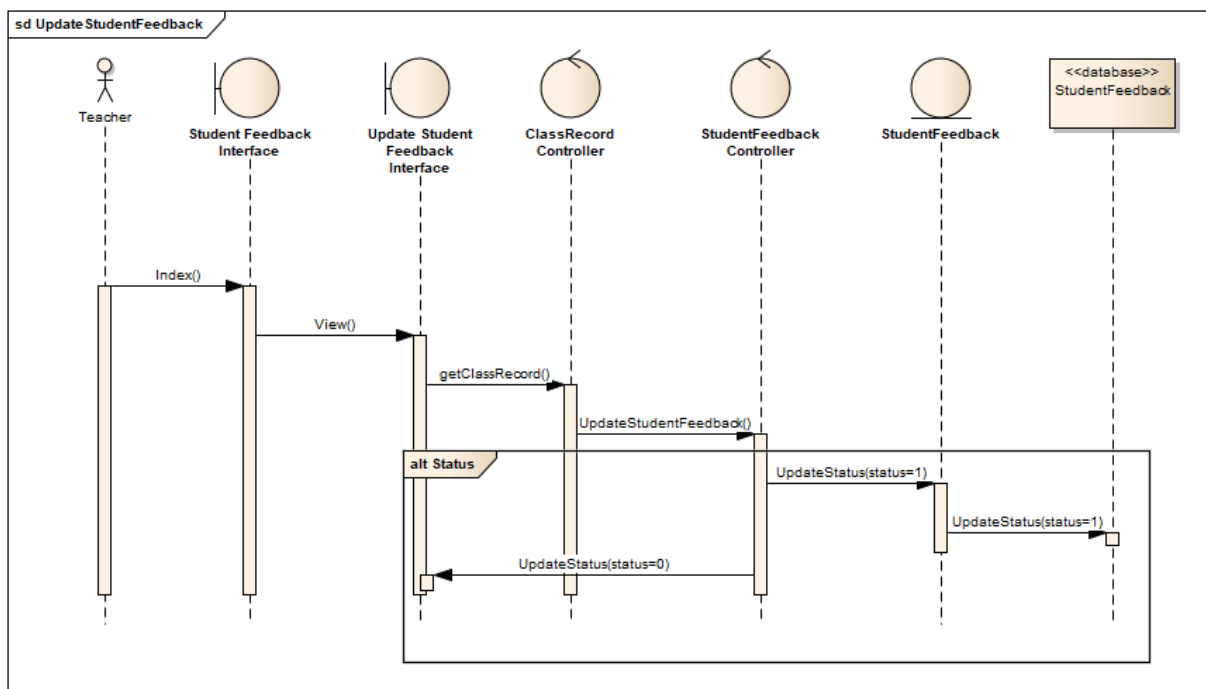 sd UpdateStudentFeedback
Teacher
Student Feedback
Interface
Update Student
Feedback
Interface
ClassRecord
Controller
StudentFeedback
Controller
StudentFeedback
<<database>>
StudentFeedback
Index()
View()
getClassRecord()
UpdateStudentFeedback()
alt Status
UpdateStatus(status=1)
UpdateStatus(status=1)
UpdateStatus(status=0)